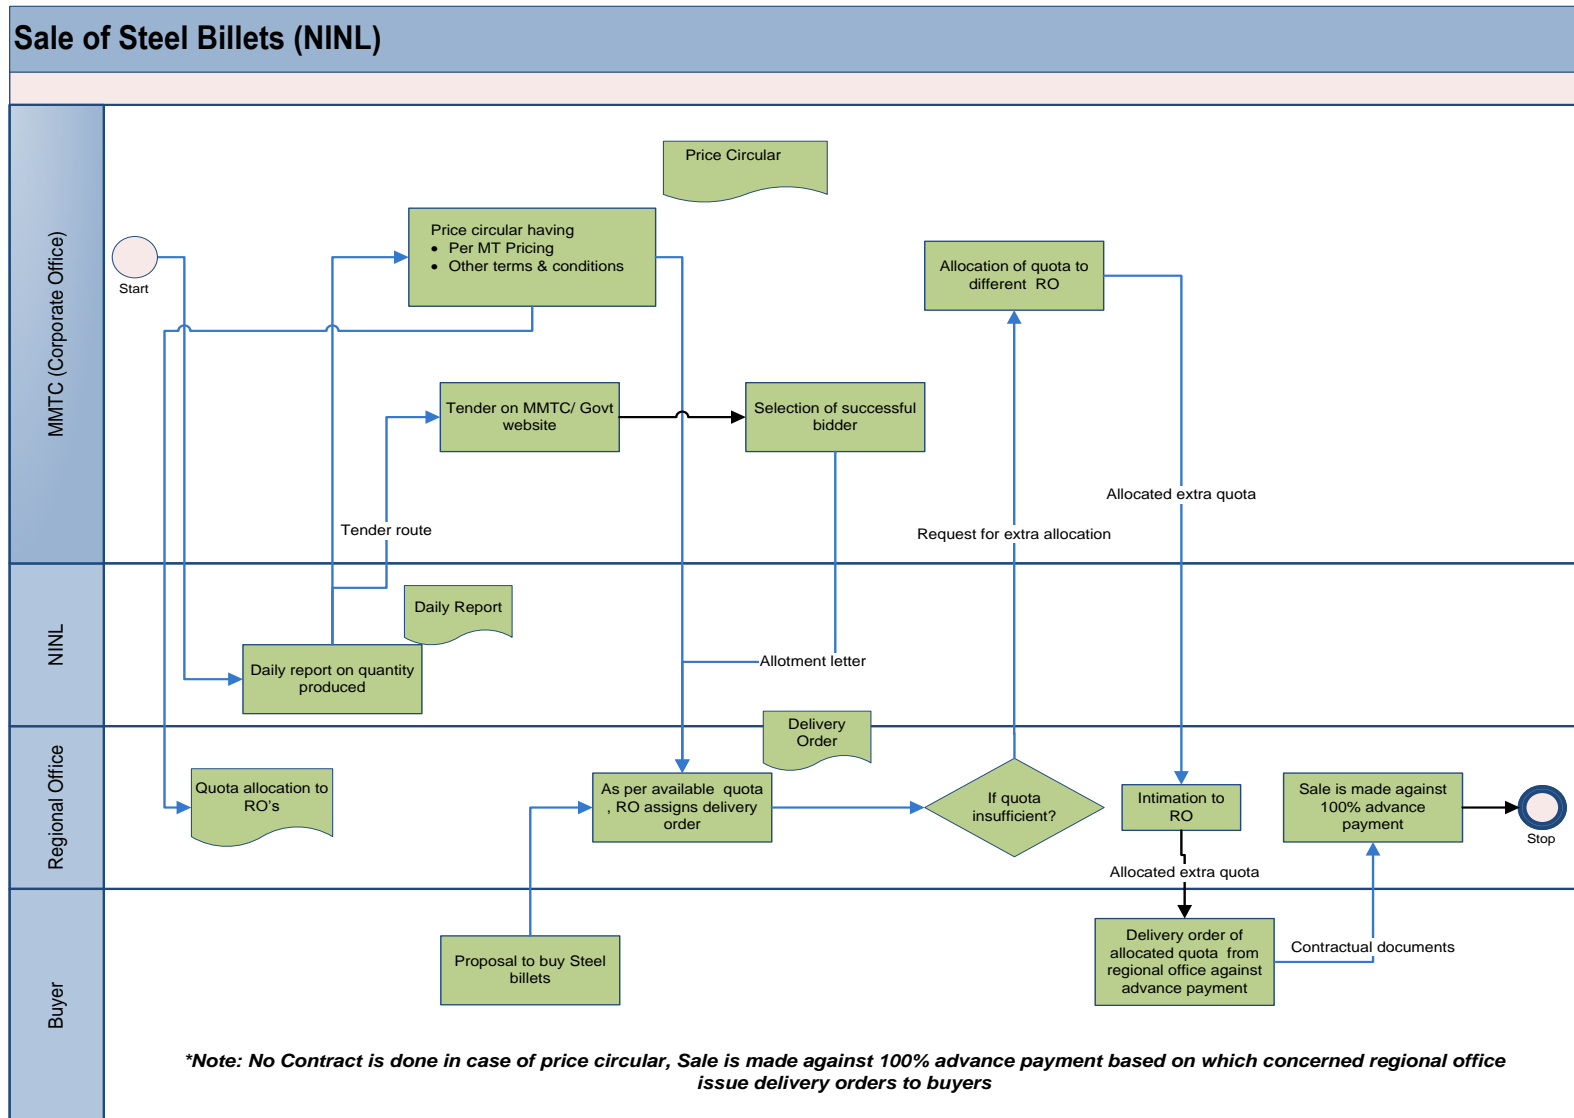 Sale of Steel Billets (NINL)
MMTC (Corporate Office)
Price Circular
Price circular having
• Per MT Pricing
• Other terms & conditions
Start
Allocation of quota to
different RO
Tender on MMTC/ Govt
website
Selection of successful
bidder
Allocated extra quota
Tender route
Request for extra allocation
NINL
Daily Report
Daily report on quantity
produced
Allotment letter
Regional Office
Delivery
Order
Quota allocation to
RO's
As per available quota
, RO assigns delivery
order
If quota
insufficient?
Intimation to
RO
Sale is made against
100% advance
payment
Stop
Allocated extra quota
Buyer
Proposal to buy Steel
billets
Delivery order of
allocated quota from
regional office against
advance payment
Contractual documents
*Note: No Contract is done in case of price circular, Sale is made against 100% advance payment based on which concerned regional office
issue delivery orders to buyers